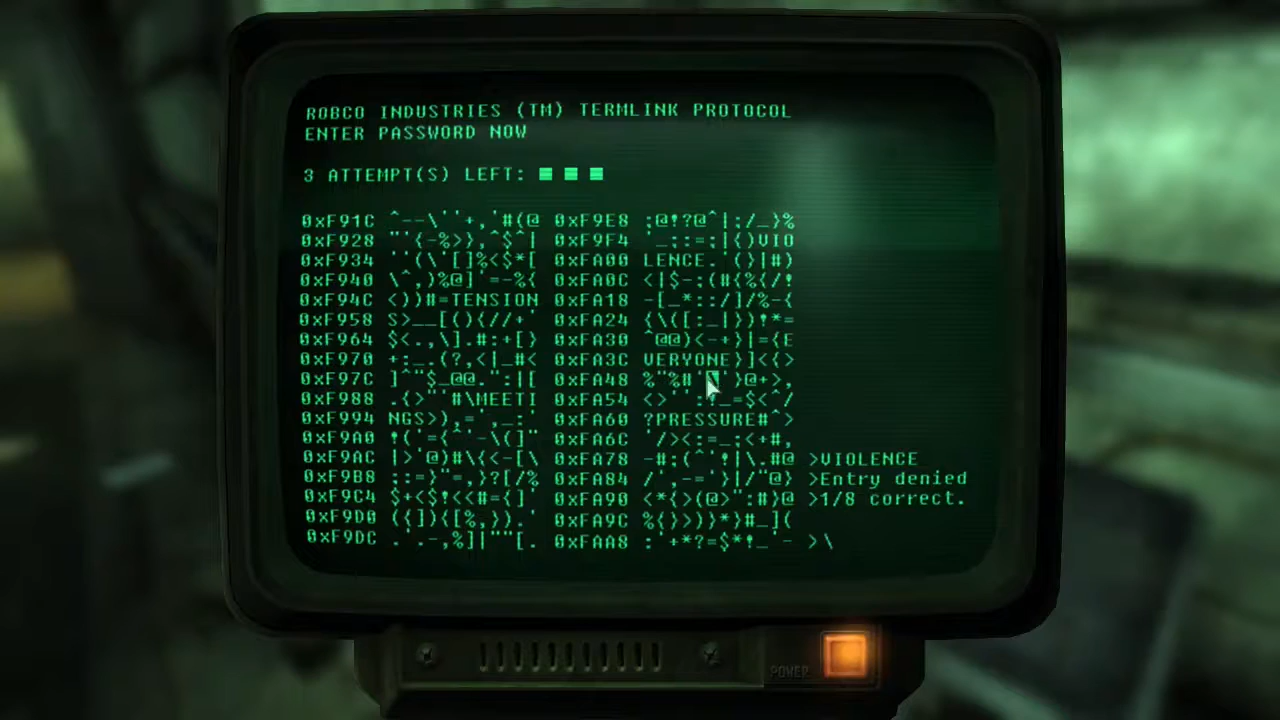 ROBCO INDUSTRIES (TM) TERMLINK PROTOCOL
ENTER PASSWORD NOW
3 ATTEMPT(S) LEFT:
0xF91C ^--\''+,'#(@ 0xF9E8 ;@!?@^|;/_}%
0xF928 "'{-%>},^$^| 0xF9F4 '_::=;|{)VIO
0xF934 ''(\'[]%<$*[ 0xFA00 LENCE.'(}|#)
0xF940 \^,)%@]'=-%{ 0xFA0C <|$-;(#{%{/!
0xF94C <))#=TENSION 0xFA18 -[_*::/]/%-{
0xF958 S>__[(){//+' 0xFA24 {\([:_|})!*=
0xF964 $<.,\].#:+[} 0xFA30 ^@@)<-+}|={E
0xF970 +:_.(?,<|_#< 0xFA3C VERYONE}]<{>
0xF97C ]^"$_@@.":|[ 0xFA48 %"%#'\'}@+>,
0xF988 .{>"'#\MEETI 0xFA54 <>'':?_=$<^/
0xF994 NGS>),=',_:' 0xFA60 ?PRESSURE#^>
0xF9A0 !('={^'-\(]" 0xFA6C '/><:=_;<+#,
0xF9AC |>'@)#\{<-[\ 0xFA78 -#;(^'!|\.#@ >VIOLENCE
0xF9B8 ::=}"=,}?[/% 0xFA84 /',-='}|/"@} >Entry denied
0xF9C4 $+<$!<<#={]' 0xFA90 <*{>(@>":#}@ >1/8 correct.
0xF9D0 ({]){[%,}).' 0xFA9C %{}>)}*}#_](
0xF9DC .'.-,%]|""[. 0xFAA8 :'+*?=$*!_'- >\
POWER